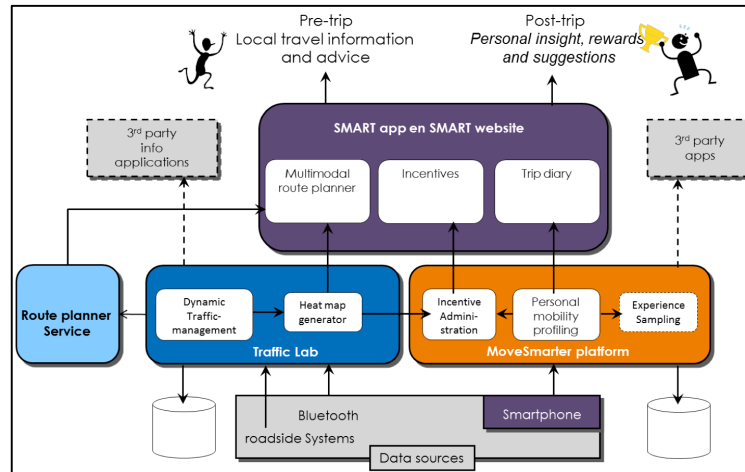 Pre-trip
Local travel information
and advice
Post-trip
Personal insight, rewards
and suggestions
SMART app en SMART website
3rd party
info
applications
Multimodal
route planner
Incentives
Trip diary
3rd party
apps
Route planner
Service
Dynamic
Traffic-
management
Heat map
generator
Traffic Lab
Incentive
Admini-
stration
Personal
mobility
profiling
Experience
Sampling
MoveSmarter platform
Bluetooth
roadside Systems
Smartphone
Data sources